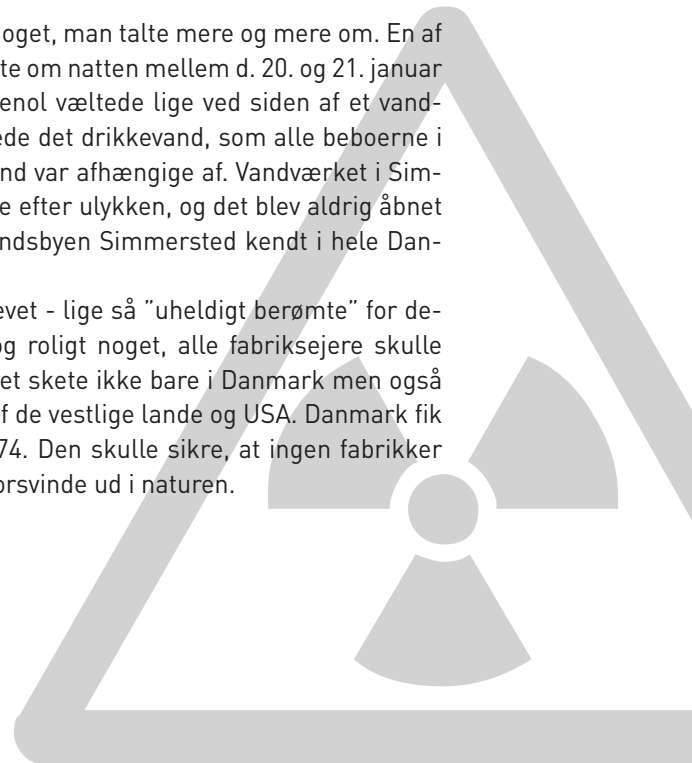 oget, man talte mere og mere om. En af
te om natten mellem d. 20. og 21. januar
enol væltede lige ved siden af et vand-
ede det drikkevand, som alle beboerne i
nd var afhængige af. Vandværket i Sim-
e efter ulykken, og det blev aldrig åbnet
ndsbyen Simmersted kendt i hele Dan-
evet - lige så ”uheldigt berømte” for de-
og roligt noget, alle fabriksejere skulle
et skete ikke bare i Danmark men også
f de vestlige lande og USA. Danmark fik
74. Den skulle sikre, at ingen fabrikker
orsvinde ud i naturen.